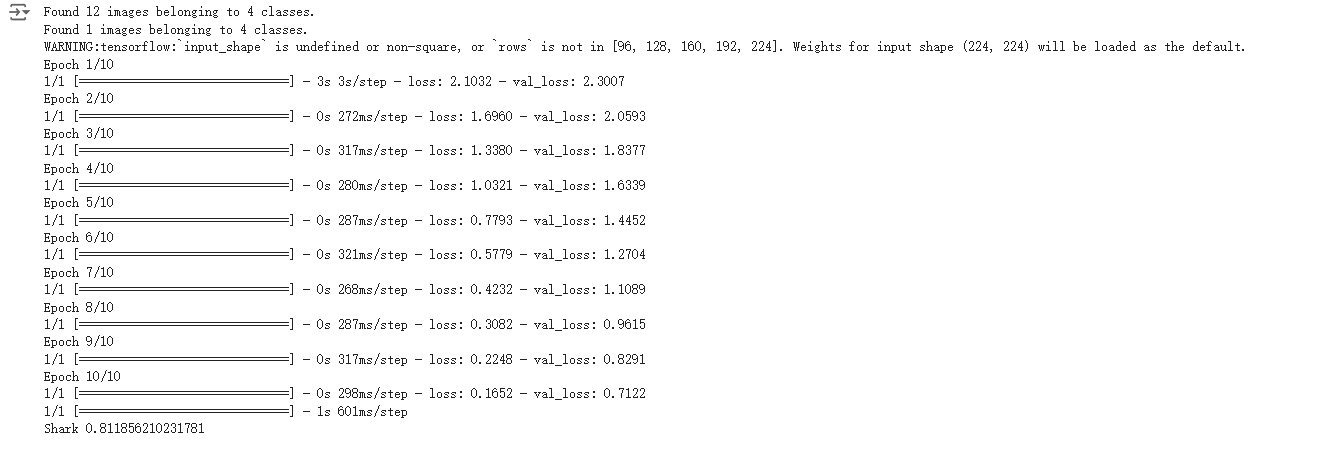 Found 12 images belonging to 4 classes.
Found 1 images belonging to 4 classes.
WARNING:tensorflow:`input_shape` is undefined or non-square, or `rows` is not in [96, 128, 160, 192, 224]. Weights for input shape (224, 224) will be loaded as the default.
Epoch 1/10
1/1 [==============================] - 3s 3s/step - loss: 2.1032 - val_loss: 2.3007
Epoch 2/10
1/1 [==============================] - 0s 272ms/step - loss: 1.6960 - val_loss: 2.0593
Epoch 3/10
1/1 [==============================] - 0s 317ms/step - loss: 1.3380 - val_loss: 1.8377
Epoch 4/10
1/1 [==============================] - 0s 280ms/step - loss: 1.0321 - val_loss: 1.6339
Epoch 5/10
1/1 [==============================] - 0s 287ms/step - loss: 0.7793 - val_loss: 1.4452
Epoch 6/10
1/1 [==============================] - 0s 321ms/step - loss: 0.5779 - val_loss: 1.2704
Epoch 7/10
1/1 [==============================] - 0s 268ms/step - loss: 0.4232 - val_loss: 1.1089
Epoch 8/10
1/1 [==============================] - 0s 287ms/step - loss: 0.3082 - val_loss: 0.9615
Epoch 9/10
1/1 [==============================] - 0s 317ms/step - loss: 0.2248 - val_loss: 0.8291
Epoch 10/10
1/1 [==============================] - 0s 298ms/step - loss: 0.1652 - val_loss: 0.7122
1/1 [==============================] - 1s 601ms/step
Shark 0.811856210231781